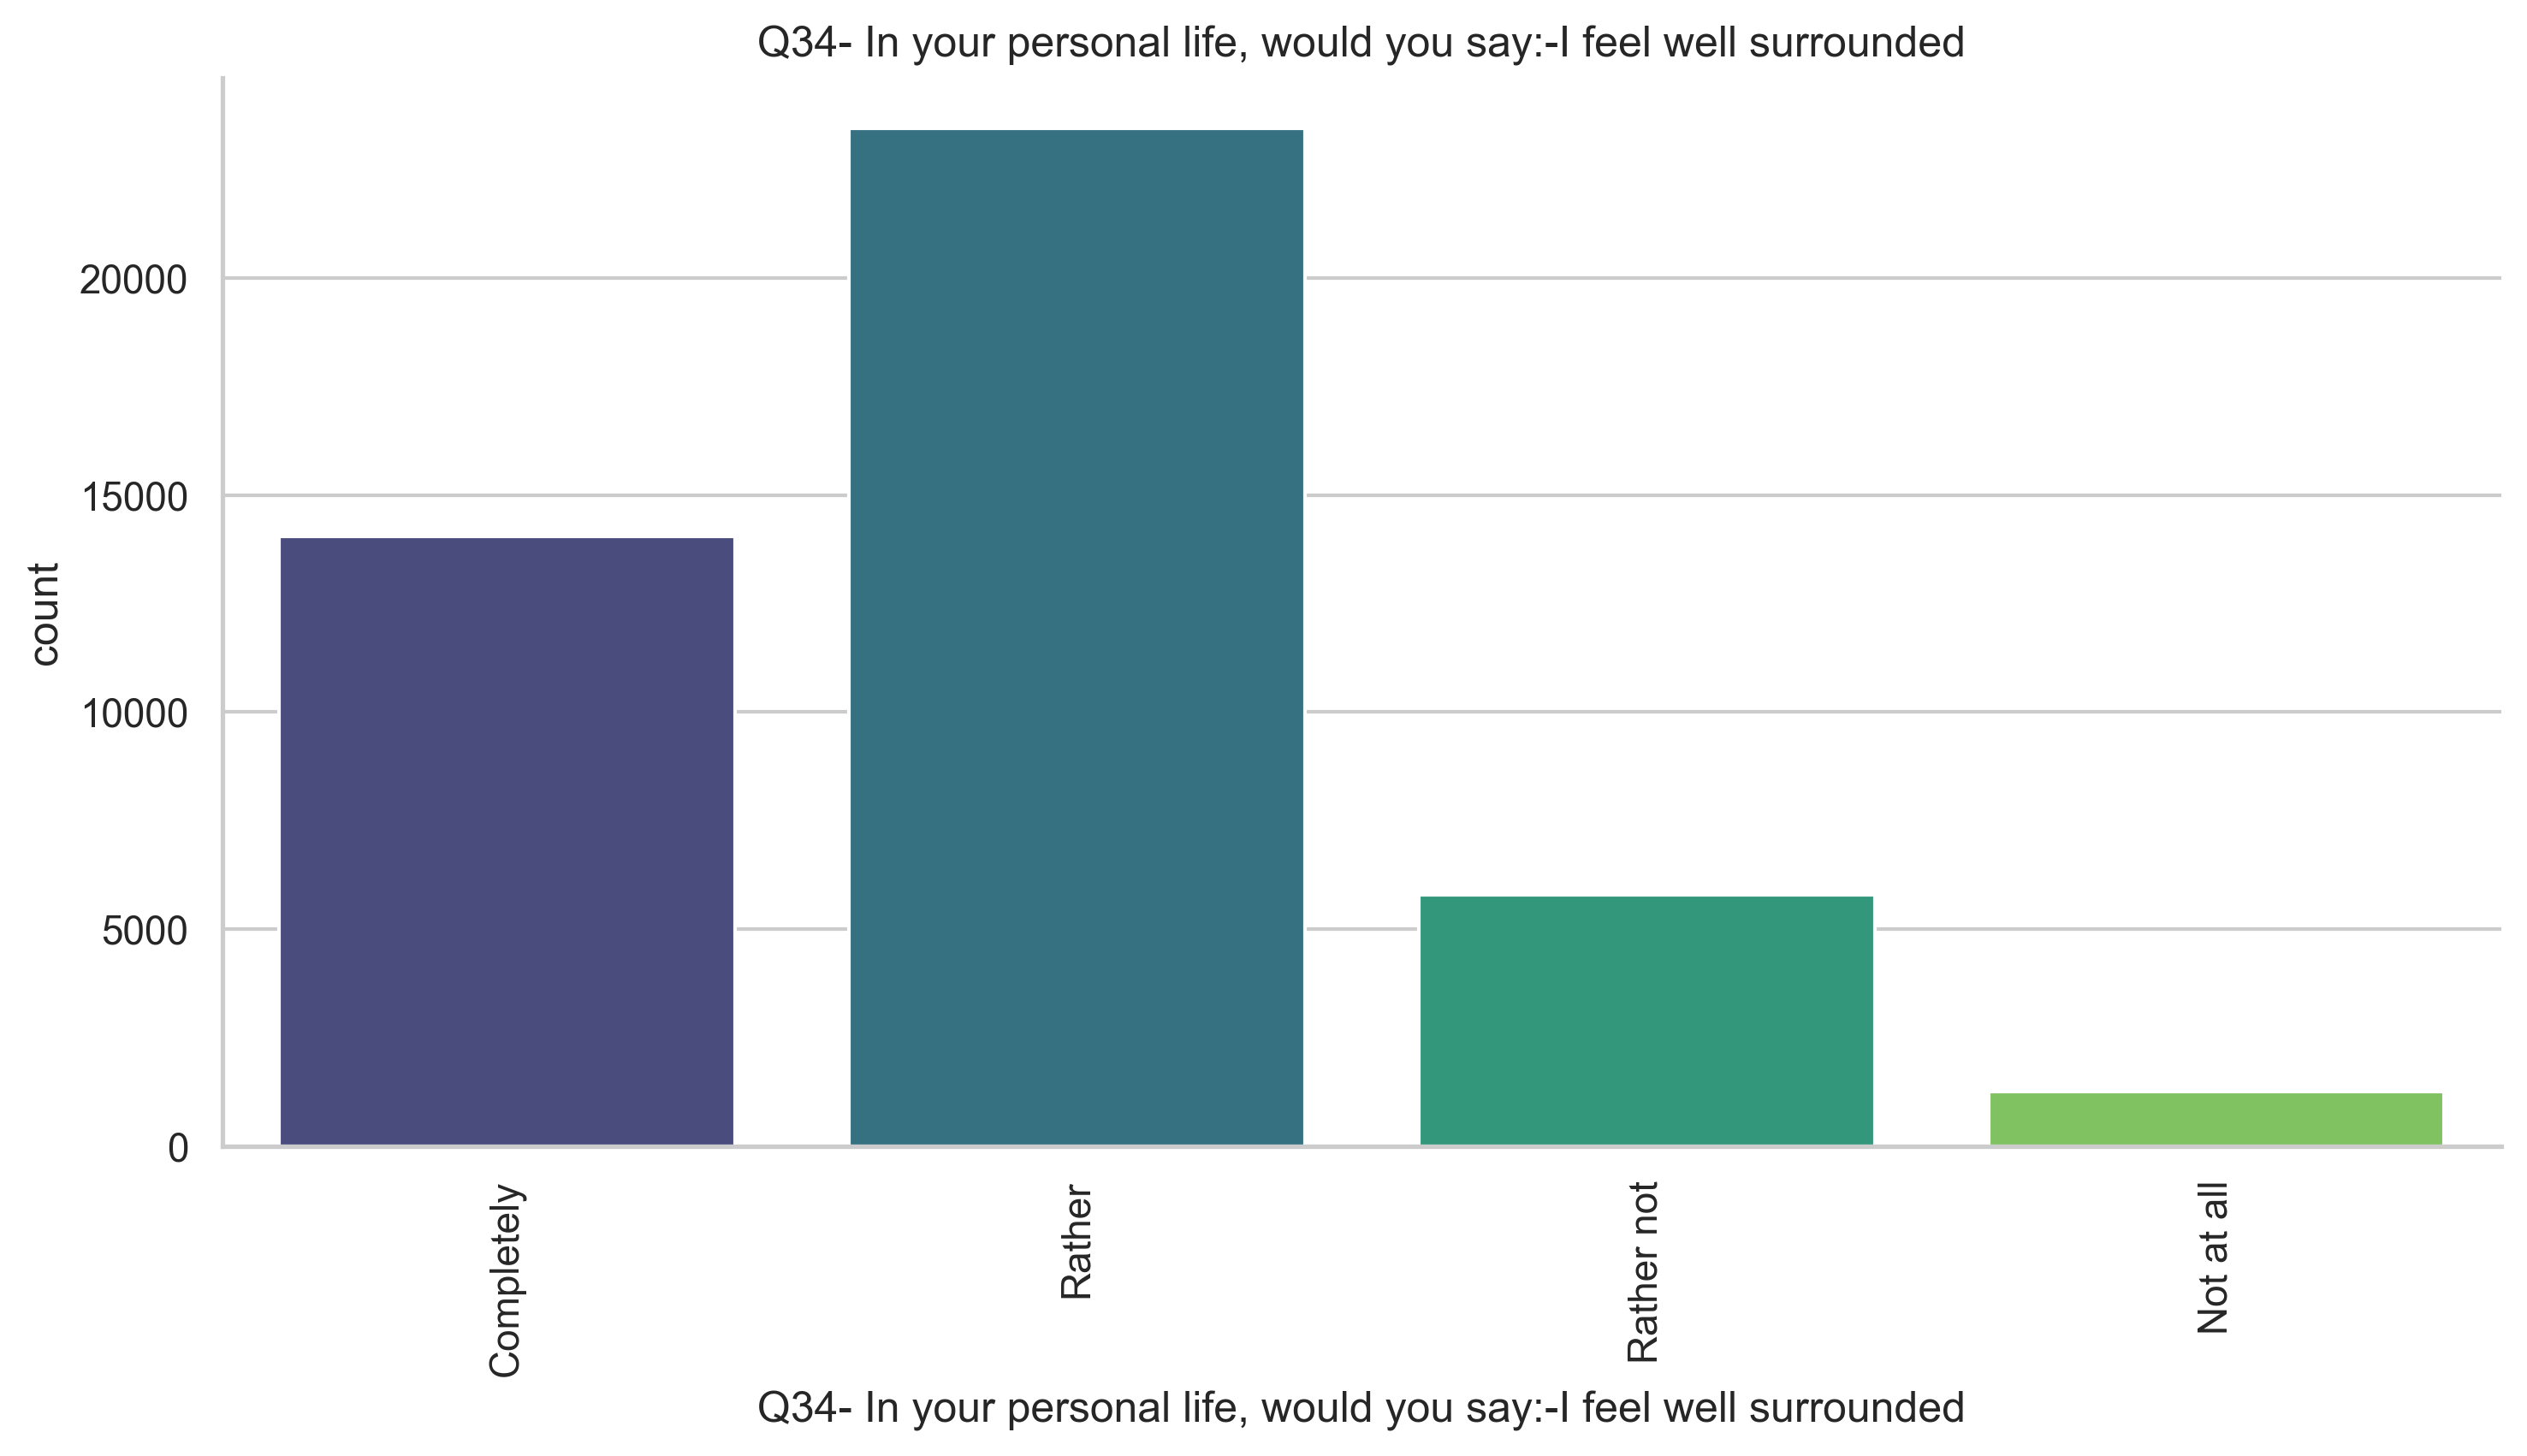 Q34- In your personal life, would you say:-I feel well surrounded
20000
15000
10000
5000
0
count
Completely
Rather
Rather not
Not at all
Q34- In your personal life, would you say:-I feel well surrounded